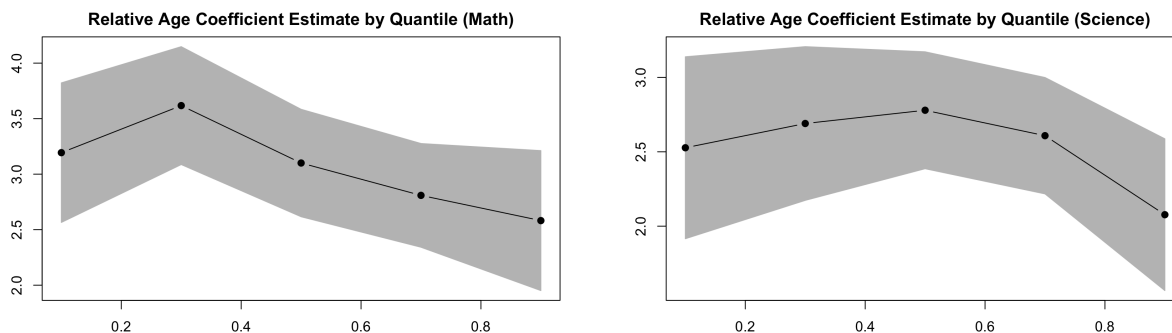 Relative Age Coefficient Estimate by Quantile (Math)
4.0
3.5
3.0
2.5
2.0
0.2 0.4 0.6 0.8
Relative Age Coefficient Estimate by Quantile (Science)
3.0
2.5
2.0
0.2 0.4 0.6 0.8